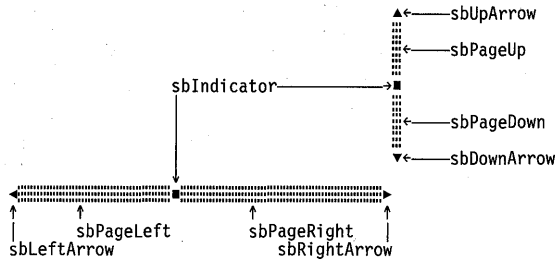 sbUpArrow
sbPageUp
sbIndicator
sbPageDown
sbDownArrow
sbPageLeft sbPageRight
sbLeftArrow sbRightArrow